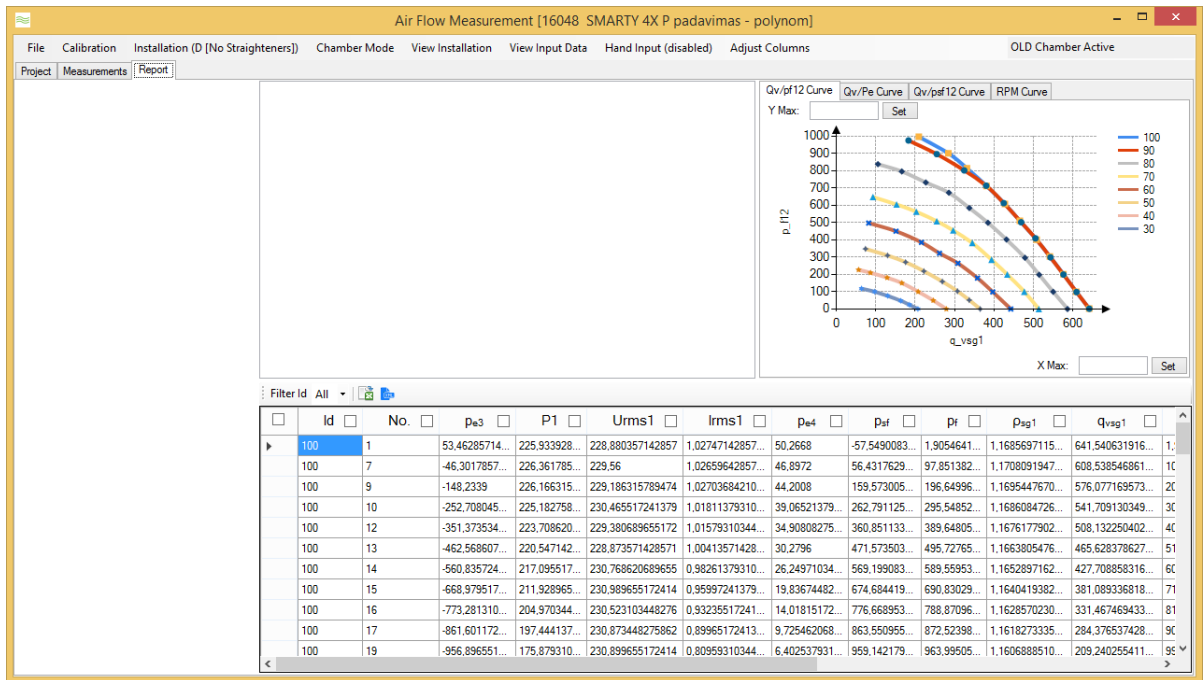 Air Flow Measurement [16048 SMARTY 4X P padavimas - polynom]
File Calibration Installation (D [No Straighteners]) Chamber Mode View Installation View Input Data Hand Input (disabled) Adjust Columns OLD Chamber Active
Project Measurements Report
Qv/pf12 Curve Qv/Pe Curve Qv/psf12 Curve RPM Curve
Y Max: Set
1000
900
800
700
600
500
400
300
200
100
0
p_f12
0 100 200 300 400 500 600
q_vsg1
100
90
80
70
60
50
40
30
X Max: Set
Filter Id All
Id No. pe3 P1 Urms1 Irms1 pe4 psf pf ρsg1 qvsg1
100 1 53,46285714... 225,933928... 228,880357142857 1,02747142857... 50,2668 -57,5490083... 1,9054641... 1,1685697115... 641,540631916... 1,
100 7 -46,3017857... 226,361785... 229,56 1,02659642857... 46,8972 56,4317629... 97,851382... 1,1708091947... 608,538546861... 10
100 9 -148,2339 226,166315... 229,186315789474 1,02703684210... 44,2008 159,573005... 196,64996... 1,1695447670... 576,077169573... 20
100 10 -252,708045... 225,182758... 230,465517241379 1,01811379310... 39,06521379... 262,791125... 295,54852... 1,1686084726... 541,709130349... 30
100 12 -351,373534... 223,708620... 229,380689655172 1,01579310344... 34,90808275... 360,851133... 389,64805... 1,1676177902... 508,132250402... 40
100 13 -462,568607... 220,547142... 228,873571428571 1,00413571428... 30,2796 471,573503... 495,72765... 1,1663805476... 465,628378627... 51
100 14 -560,835724... 217,095517... 230,768620689655 0,98261379310... 26,24971034... 569,199083... 589,55953... 1,1652897162... 427,708858316... 60
100 15 -668,979517... 211,928965... 230,989655172414 0,95997241379... 19,83674482... 674,684419... 690,83029... 1,1640419382... 381,089336818... 71
100 16 -773,281310... 204,970344... 230,523103448276 0,93235517241... 14,01815172... 776,668953... 788,87096... 1,1628570230... 331,467469433... 81
100 17 -861,601172... 197,444137... 230,873448275862 0,89965172413... 9,725462068... 863,550955... 872,52398... 1,1618273335... 284,376537428... 90
100 19 -956,896551... 175,879310... 230,899655172414 0,80959310344... 6,402537931... 959,142179... 963,99505... 1,1606888510... 209,240255411... 99